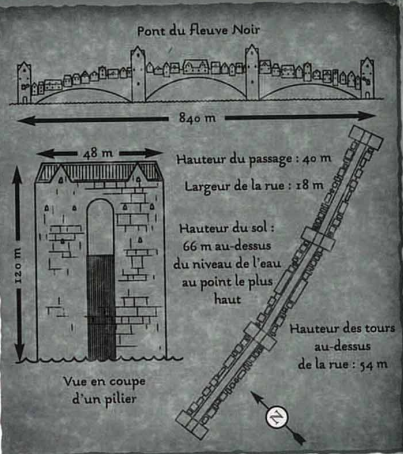 Pont du fleuve Noir
840 m
48 m
120 m
Hauteur du passage : 40 m
Largeur de la rue : 18 m
Hauteur du sol :
66 m au-dessus
du niveau de l'eau
au point le plus
haut
Hauteur des tours
au-dessus
de la rue : 54 m
Vue en coupe
d'un pilier
N